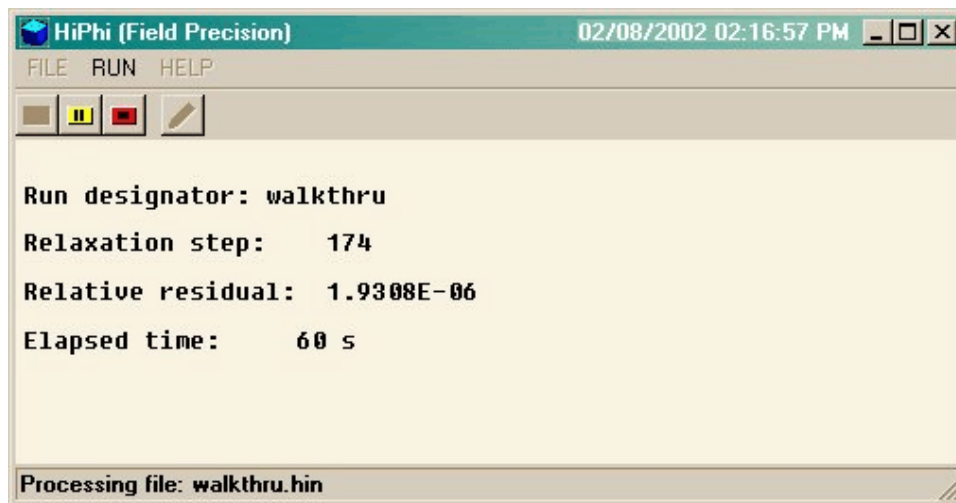 HiPhi (Field Precision) 02/08/2002 02:16:57 PM
FILE RUN HELP
Run designator: walkthru
Relaxation step: 174
Relative residual: 1.9308E-06
Elapsed time: 60 s
Processing file: walkthru.hin